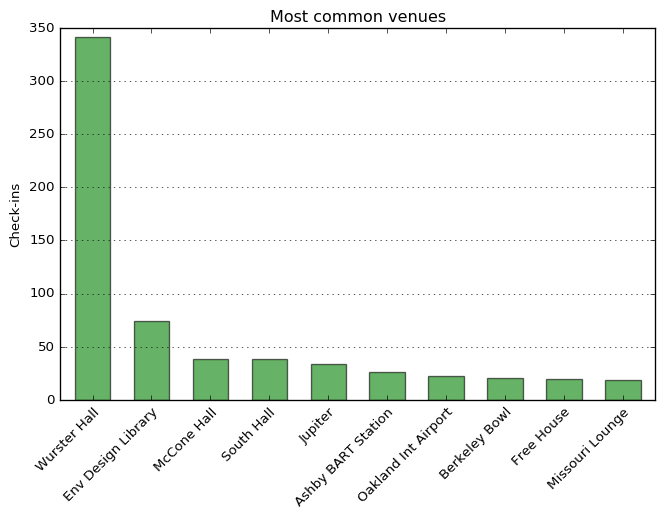 Most common venues
Check-ins
350
300
250
200
150
100
50
0
Wurster Hall
Env Design Library
McCone Hall
South Hall
Jupiter
Ashby BART Station
Oakland Int Airport
Berkeley Bowl
Free House
Missouri Lounge